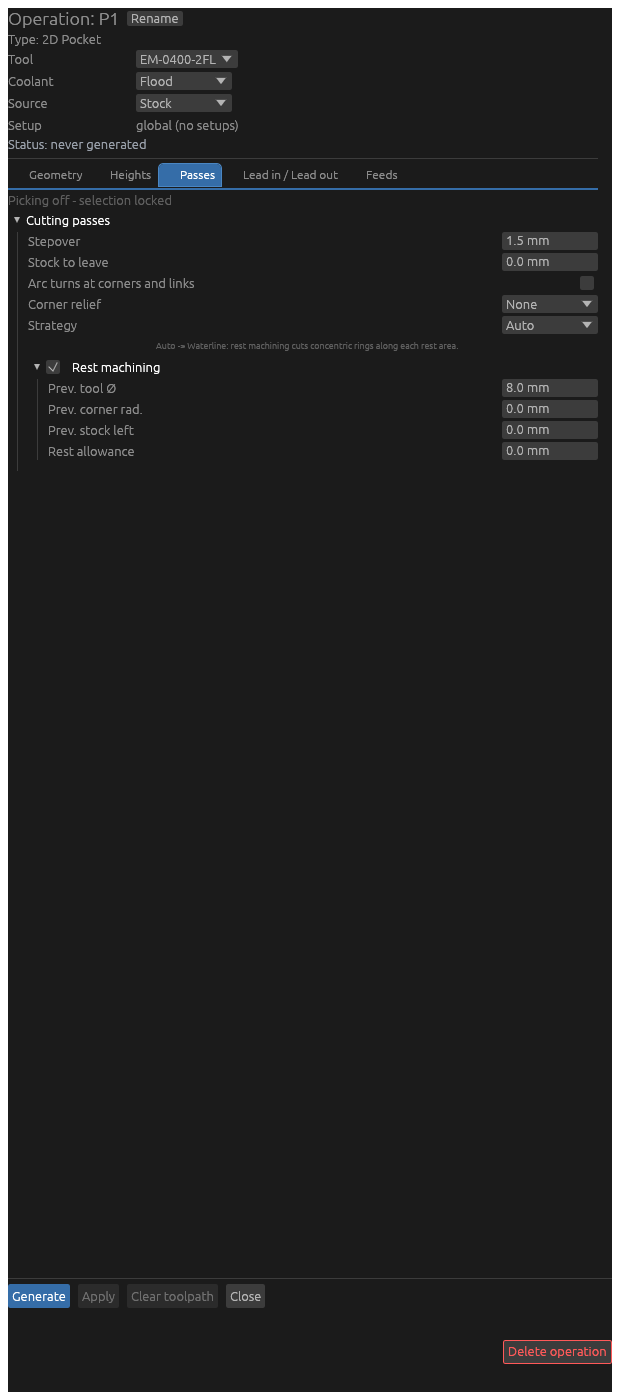 Operation: P1 Rename
Type: 2D Pocket
Tool EM-0400-2FL
Coolant Flood
Source Stock
Setup global (no setups)
Status: never generated
Geometry Heights Passes Lead in / Lead out Feeds
Picking off - selection locked
Cutting passes
Stepover 1.5 mm
Stock to leave 0.0 mm
Arc turns at corners and links
Corner relief None
Strategy Auto
Auto -> Waterline: rest machining cuts concentric rings along each rest area.
Rest machining
Prev. tool Ø 8.0 mm
Prev. corner rad. 0.0 mm
Prev. stock left 0.0 mm
Rest allowance 0.0 mm
Generate Apply Clear toolpath Close
Delete operation